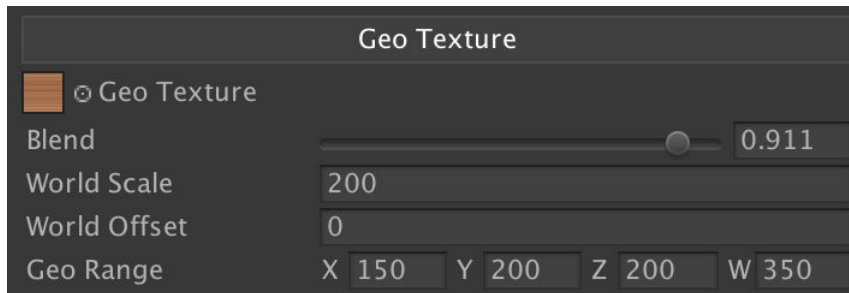 Geo Texture
Geo Texture
Blend 0.911
World Scale 200
World Offset 0
Geo Range X 150 Y 200 Z 200 W 350